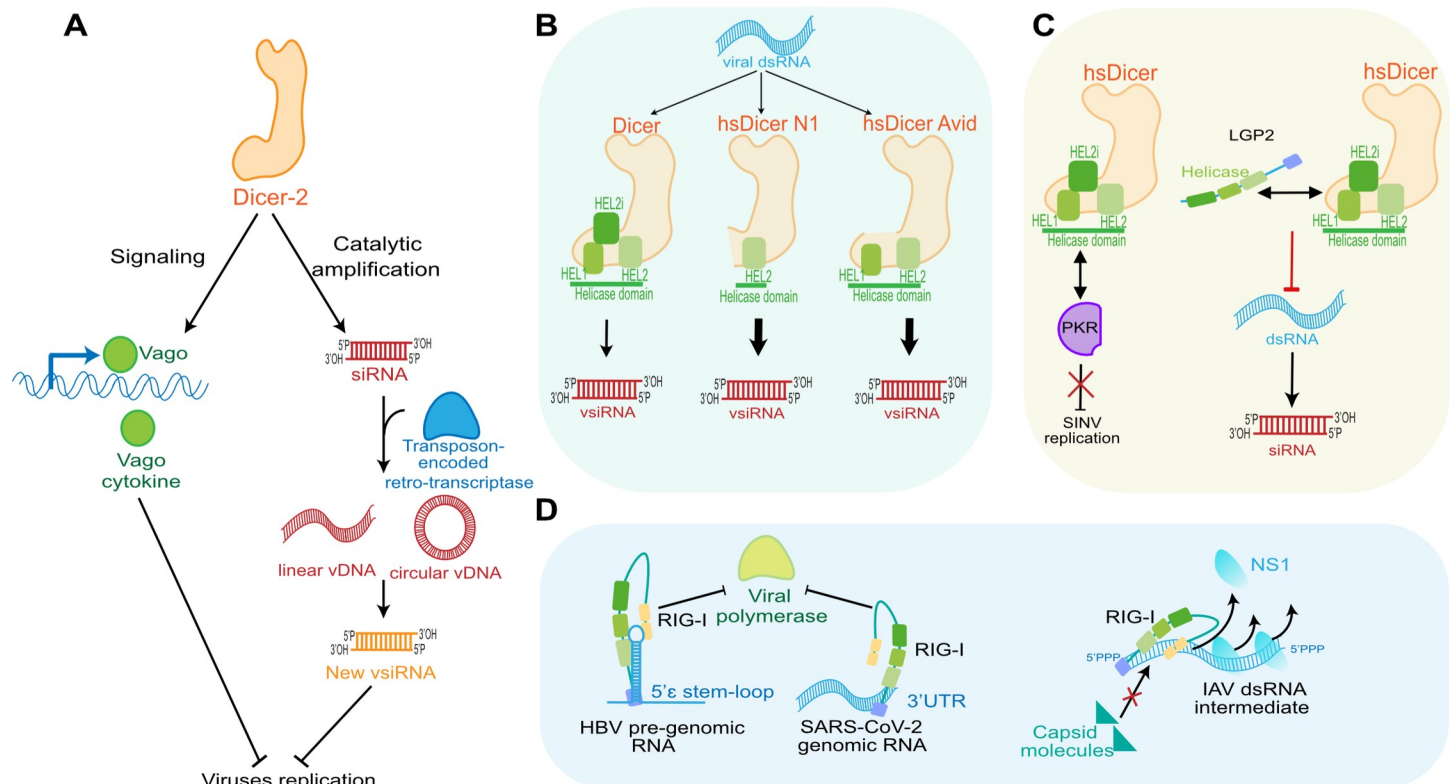 A
Dicer-2
Signaling
Catalytic
amplification
Vago
5'P
3'OH
3'OH
5'P
siRNA
Vago
cytokine
Transposon-
encoded
retro-transcriptase
linear vDNA
circular vDNA
5'P
3'OH
3'OH
5'P
New vsiRNA
Viruses replication
B
viral dsRNA
Dicer
hsDicer N1
hsDicer Avid
HEL2i
HEL1
HEL2
Helicase domain
HEL2
Helicase domain
HEL1
HEL2
Helicase domain
5'P
3'OH
3'OH
5'P
vsiRNA
5'P
3'OH
3'OH
5'P
vsiRNA
5'P
3'OH
3'OH
5'P
vsiRNA
C
hsDicer
HEL2i
HEL1
HEL2
Helicase domain
PKR
SINV
replication
LGP2
Helicase
hsDicer
HEL2i
HEL1
HEL2
Helicase domain
dsRNA
5'P
3'OH
3'OH
5'P
siRNA
D
RIG-I
Viral
polymerase
5'ε stem-loop
HBV pre-genomic
RNA
RIG-I
3'UTR
SARS-CoV-2
genomic RNA
RIG-I
NS1
5'PPP
5'PPP
IAV dsRNA
intermediate
Capsid
molecules